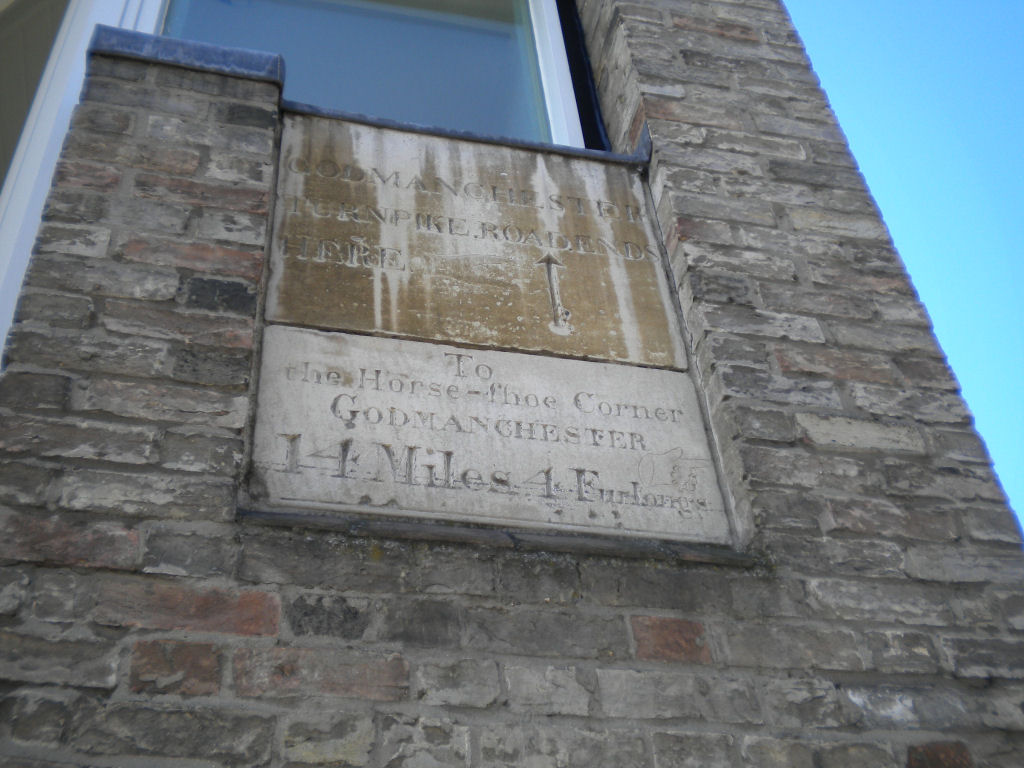 GODMANCHESTER
TURNPIKE ROAD ENDS
HERE
To
the Horse-ſhoe Corner
GODMANCHESTER
14 Miles 4 Furlongs